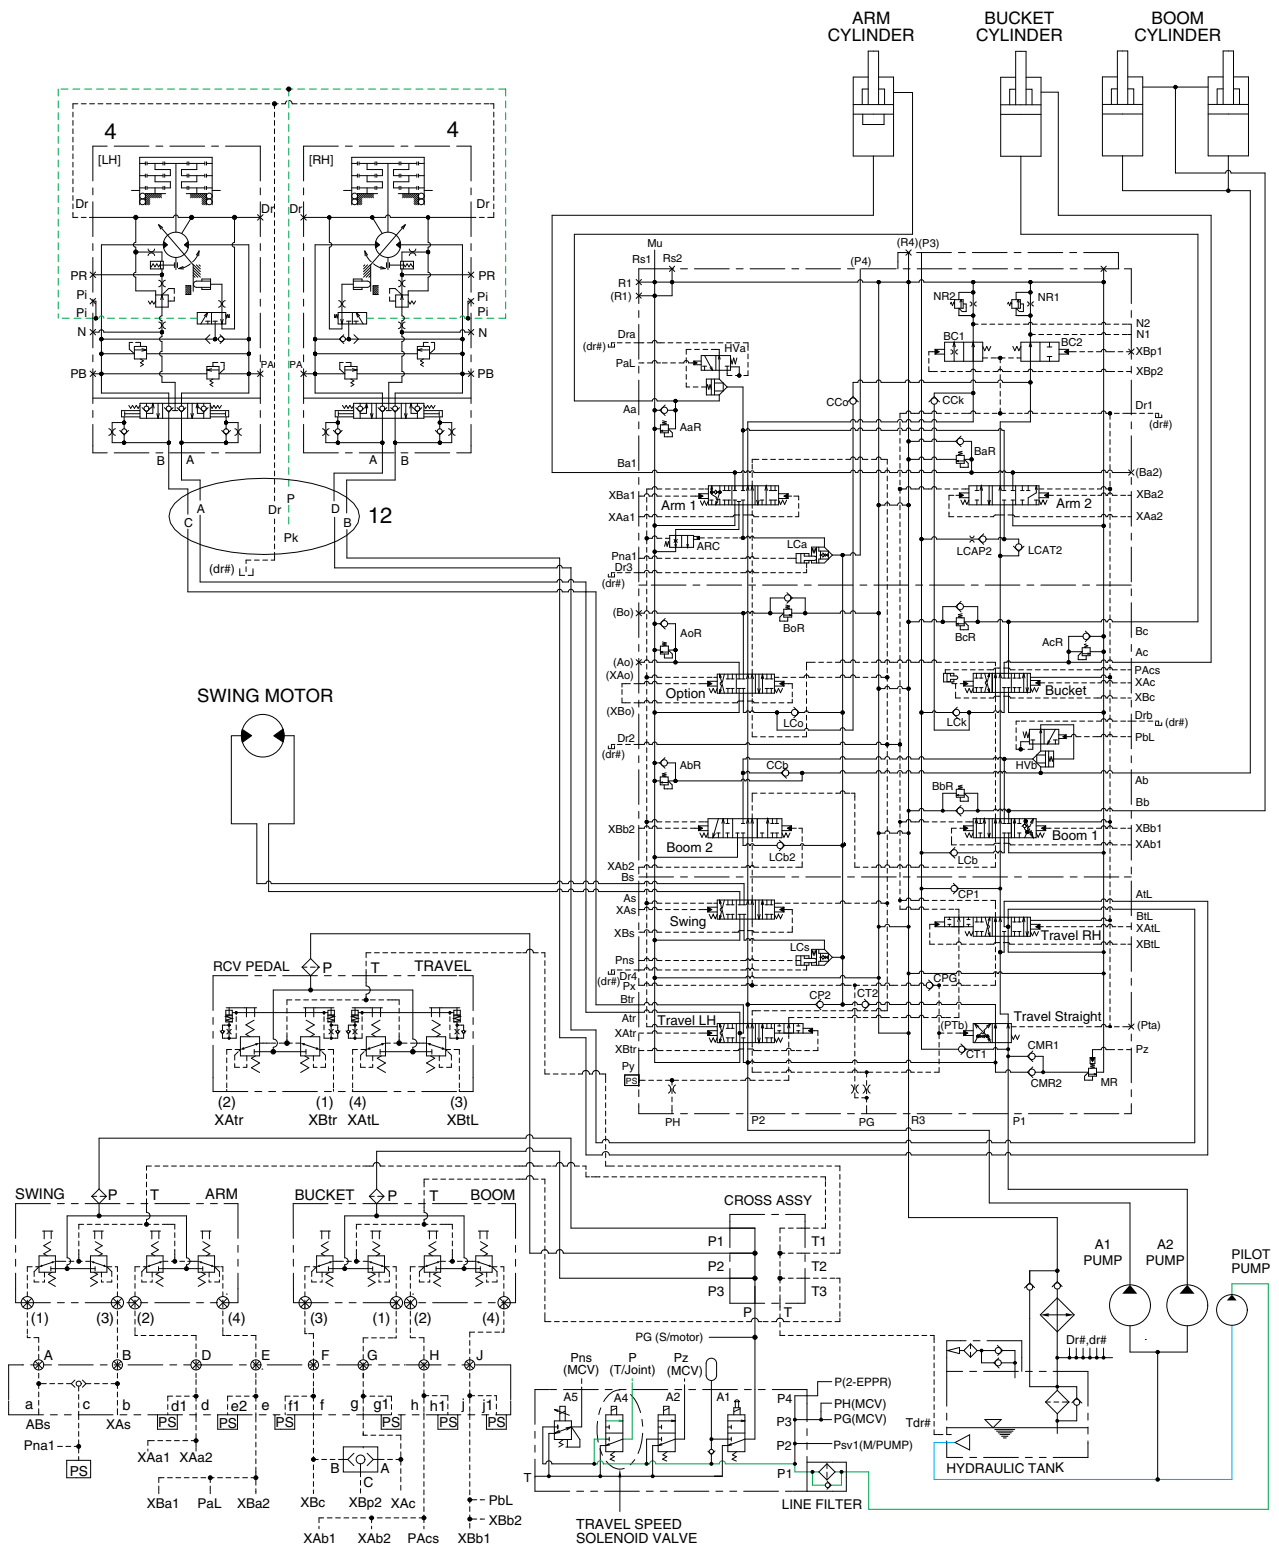 ARM
CYLINDER
BUCKET
CYLINDER
BOOM
CYLINDER
4
4
[LH]
[RH]
Dr
Dr
Dr
Dr
PR
PR
Pi
Pi
Pi
Pi
N
N
PB
PA
PA
PB
B
A
A
B
C
A
P
Dr
D
B
12
Pk
(dr#)
Mu
Rs1
Rs2
R1
(R1)
(P4)
(R4)
(P3)
NR2
NR1
N2
N1
Dra
(dr#)
HVa
PaL
BC1
BC2
XBp1
XBp2
CCo
CCk
Dr1
(dr#)
Aa
AaR
BaR
Ba1
(Ba2)
XBa1
Arm 1
XAa1
Arm 2
XBa2
XAa2
ARC
LCa
LCAP2
LCAT2
Pna1
Dr3
(dr#)
(Bo)
BoR
BcR
AoR
AcR
Bc
Ac
(Ao)
(XAo)
Option
(XBo)
LCo
PAcs
XAc
Bucket
XBc
LCk
Drb
(dr#)
PbL
HVb
Dr2
(dr#)
AbR
CCb
BbR
Ab
Bb
XBb2
Boom 2
XAb2
LCb2
XBb1
Boom 1
XAb1
LCb
Bs
As
XAs
Swing
XBs
CP1
AtL
BtL
Travel RH
XAtL
XBtL
Pns
LCs
(dr#)
Dr4
Px
CPG
Btr
CP2
CT2
Atr
Travel LH
XAtr
XBtr
Travel Straight
(PTb)
(Pta)
Py
PS
CT1
CMR1
CMR2
MR
Pz
PH
P2
PG
R3
P1
SWING MOTOR
RCV PEDAL
P
T
TRAVEL
(2)
(1)
(4)
(3)
XAtr
XBtr
XAtL
XBtL
SWING
P
T
ARM
BUCKET
P
T
BOOM
(1)
(3)
(2)
(4)
(3)
(1)
(2)
(4)
A
B
D
E
F
G
H
J
a
c
b
d1
d
e2
e
f1
f
g
g1
h
h1
j
j1
PS
PS
PS
PS
PS
PS
ABs
XAs
Pna1
PS
XAa1
XAa2
XBa1
PaL
XBa2
B
A
C
XBc
XBp2
XAc
XAb1
XAb2
PAcs
PbL
XBb2
XBb1
CROSS ASSY
P1
P2
P3
T1
T2
T3
P
T
PG (S/motor)
Pns
(MCV)
P
(T/Joint)
Pz
(MCV)
A5
A4
A2
A1
P4
P3
P2
P1
T
P(2-EPPR)
PH(MCV)
PG(MCV)
Psv1(M/PUMP)
LINE FILTER
TRAVEL SPEED
SOLENOID VALVE
A1
PUMP
A2
PUMP
PILOT
PUMP
Dr#,dr#
Tdr#
HYDRAULIC TANK